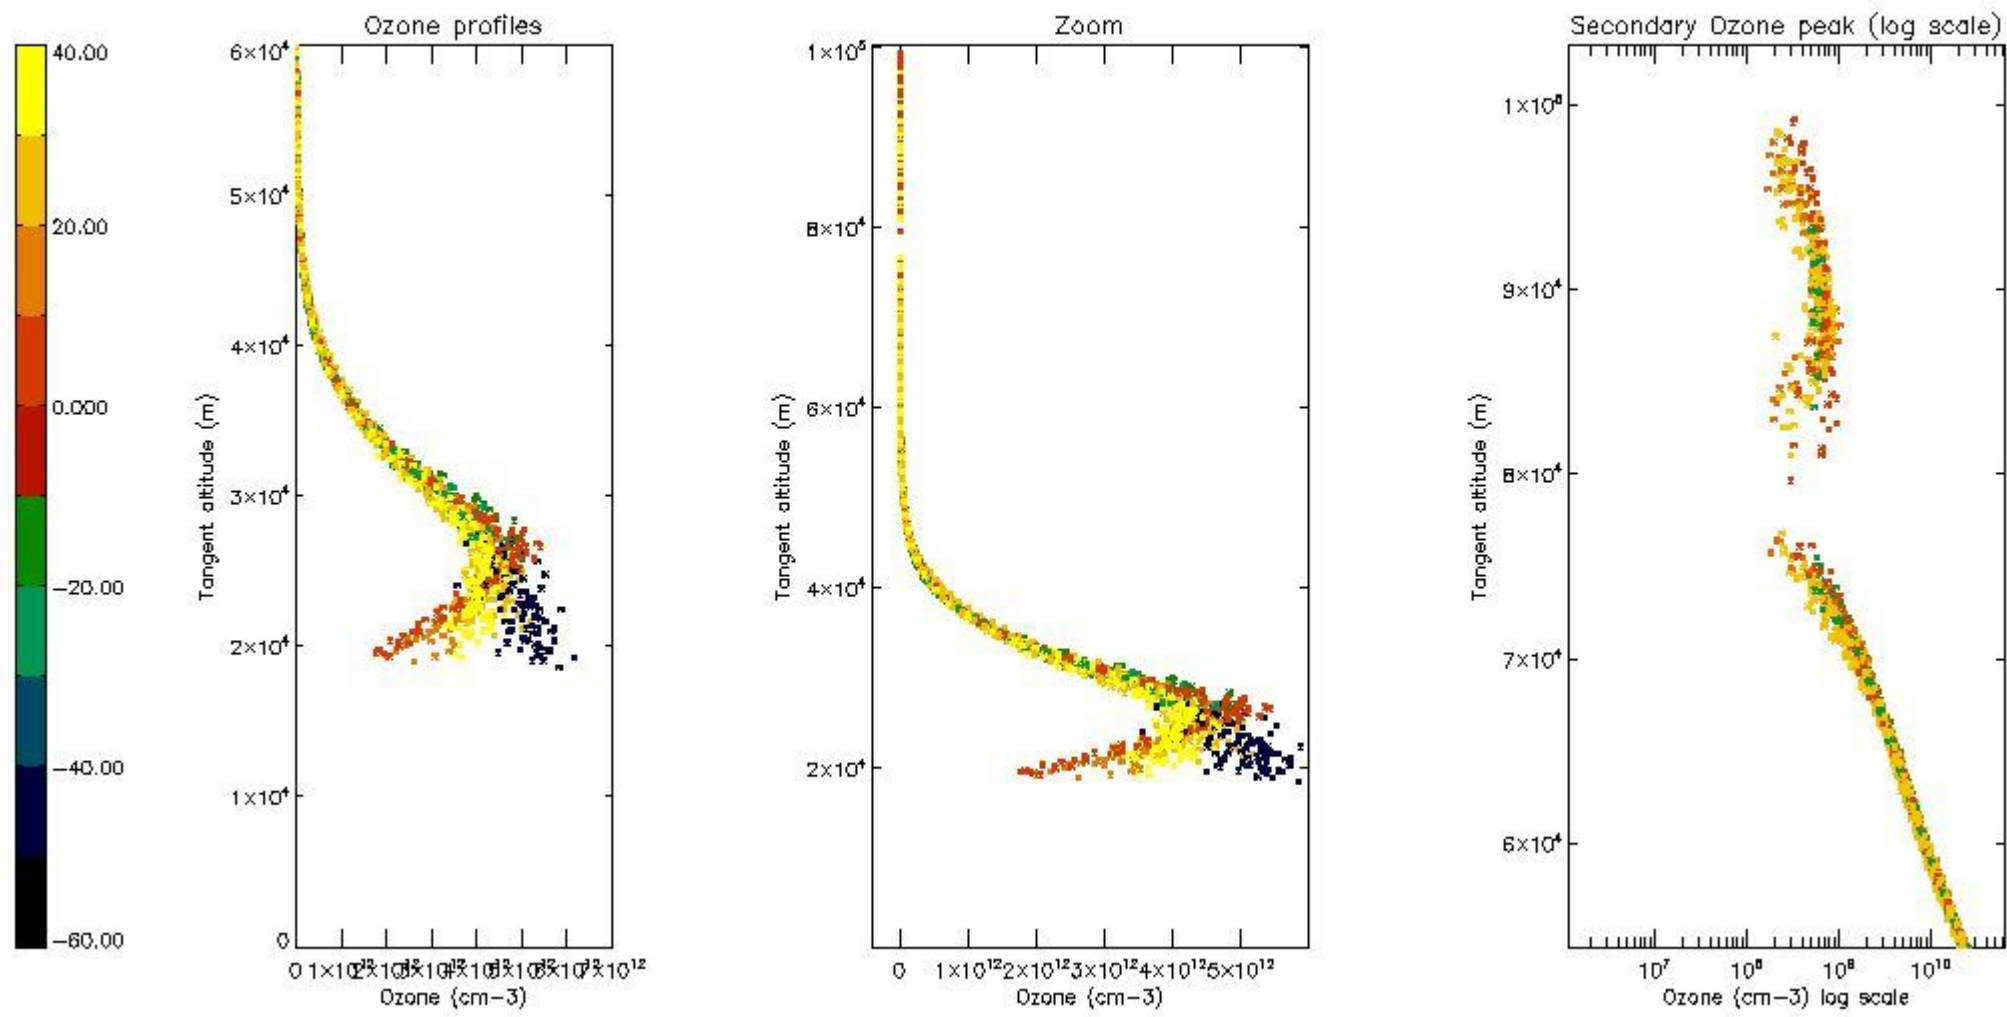 Ozone profiles
Zoom
Secondary Ozone peak (log scale)
40.00
20.00
0.000
−20.00
−40.00
−60.00
6×10⁴
5×10⁴
4×10⁴
3×10⁴
2×10⁴
1×10⁴
0
Tangent altitude (m)
0
Ozone (cm−3)
1×10⁵
8×10⁴
6×10⁴
4×10⁴
2×10⁴
Tangent altitude (m)
0 1×10¹² 2×10¹² 3×10¹² 4×10¹² 5×10¹²
Ozone (cm−3)
9×10⁴
8×10⁴
7×10⁴
6×10⁴
Tangent altitude (m)
10⁷ 10⁸ 10⁹ 10¹⁰
Ozone (cm−3) log scale